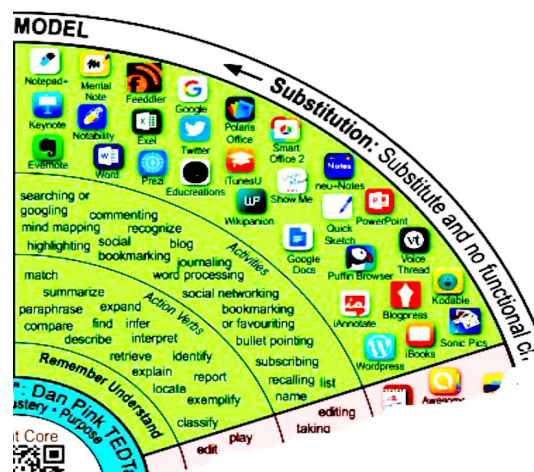 MODEL
Substitution: Substitute and no functional
Notepad+
Mental Note
Feeddler
Google
Polaris Office
Smart Office 2
neu+Notes
PowerPoint
Voice Thread
Kodable
Keynote
Notability
Exel
Twitter
iTunesU
Show Me
Quick Sketch
Puffin Browser
Blogpress
Sonic Pics
Evernote
Word
Prezi
Educreations
Wikipanion
Google Docs
iAnnotate
iBooks
Wordpress
Activities
searching or
googling
commenting
mind mapping
recognize
highlighting
social
bookmarking
blog
journaling
word processing
social networking
bookmarking
or favouriting
bullet pointing
subscribing
recalling
list
name
editing
taking
Action Verbs
match
summarize
paraphrase
expand
compare
find
infer
describe
interpret
retrieve
identify
explain
report
locate
exemplify
classify
play
edit
Remember Understand
Dan Pink
Purpose
Core